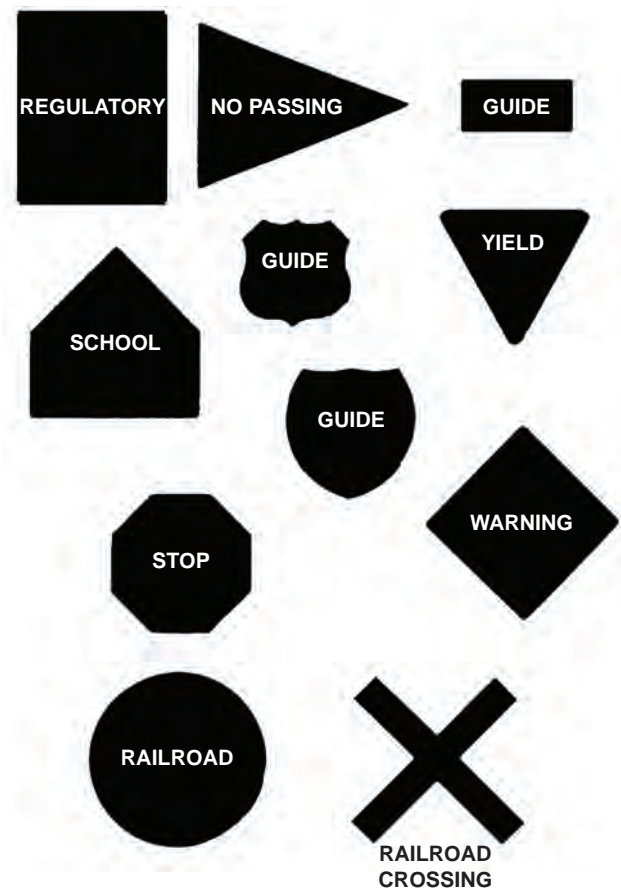 REGULATORY
NO PASSING
GUIDE
GUIDE
YIELD
SCHOOL
GUIDE
WARNING
STOP
RAILROAD
RAILROAD
CROSSING